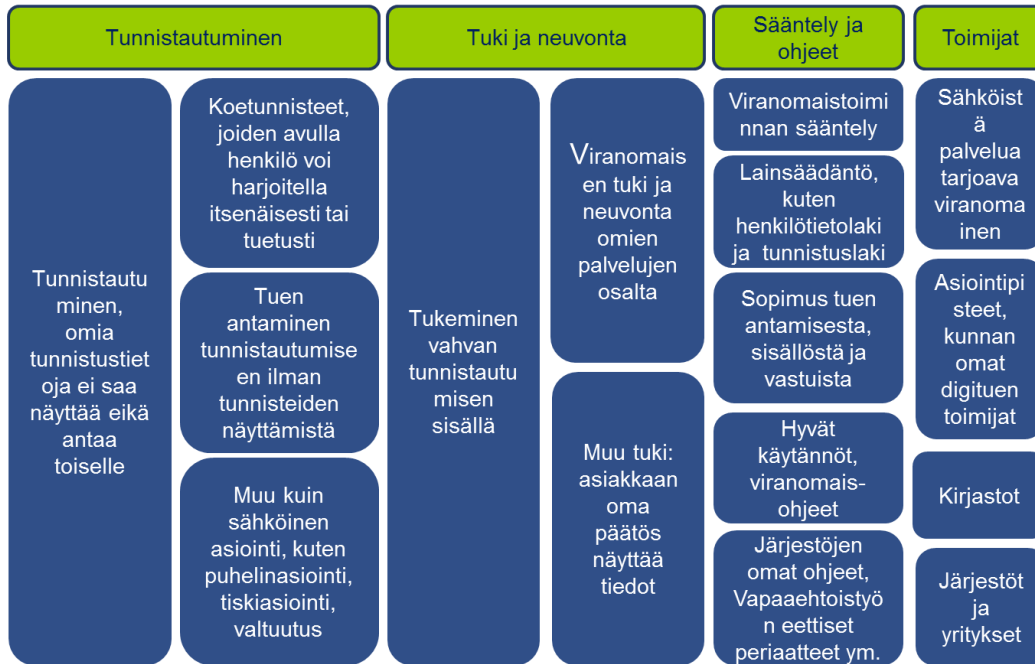 Tunnistautuminen
Tuki ja neuvonta
Sääntely ja
ohjeet
Toimijat
Tunnistautu
minen,
omia
tunnistustiet
oja ei saa
näyttää eikä
antaa
toiselle
Koetunnisteet,
joiden avulla
henkilö voi
harjoitella
itsenäisesti tai
tuetusti
Tuen
antaminen
tunnistautumise
en ilman
tunnisteiden
näyttämistä
Muu kuin
sähköinen
asiointi, kuten
puhelinasiointi,
tiskiasiointi,
valtuutus
Tukeminen
vahvan
tunnistautu
misen
sisällä
Viranomais
en tuki ja
neuvonta
omien
palvelujen
osalta
Muu tuki:
asiakkaan
oma
päätös
näyttää
tiedot
Viranomaistoimi
nnan sääntely
Lainsäädäntö,
kuten
henkilötietolaki
ja tunnistuslaki
Sopimus tuen
antamisesta,
sisällöstä ja
vastuista
Hyvät
käytännöt,
viranomais-
ohjeet
Järjestöjen
omat ohjeet,
Vapaaehtoistyö
n eettiset
periaatteet ym.
Sähköist
ä
palvelua
tarjoava
viranoma
inen
Asiointipi
steet,
kunnan
omat
digituen
toimijat
Kirjastot
Järjestöt
ja
yritykset